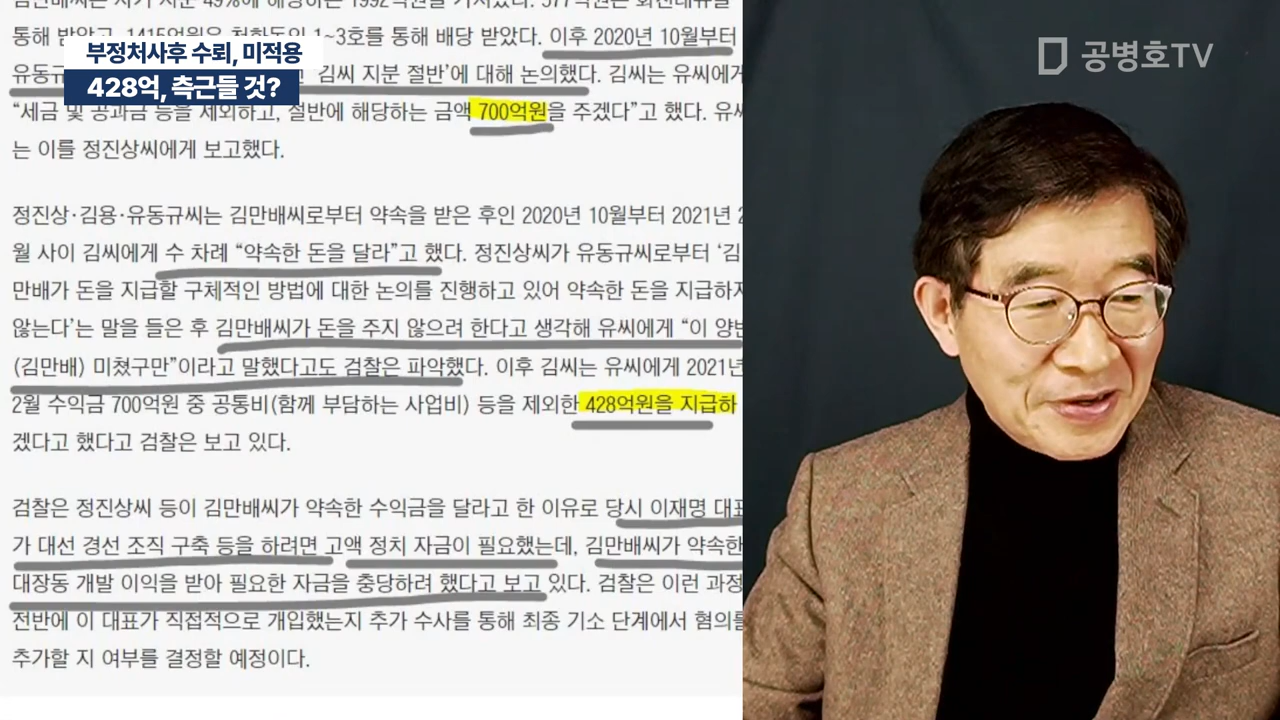 통해 받았고, 1415억원은 천화동인 1~3호를 통해 배당 받았다. 이후 2020년 10월부터
부정처사후 수뢰, 미적용
428억, 측근들 것?
공병호TV
‘김씨 지분 절반’에 대해 논의했다. 김씨는 유씨에게
“세금 및 공과금 등을 제외하고, 절반에 해당하는 금액 700억원을 주겠다”고 했다. 유씨
는 이를 정진상씨에게 보고했다.
정진상·김용·유동규씨는 김만배씨로부터 약속을 받은 후인 2020년 10월부터 2021년 2
월 사이 김씨에게 수 차례 “약속한 돈을 달라”고 했다. 정진상씨가 유동규씨로부터 ‘김
만배가 돈을 지급할 구체적인 방법에 대한 논의를 진행하고 있어 약속한 돈을 지급하지
않는다’는 말을 들은 후 김만배씨가 돈을 주지 않으려 한다고 생각해 유씨에게 “이 양반
(김만배) 미쳤구만”이라고 말했다고도 검찰은 파악했다. 이후 김씨는 유씨에게 2021년
2월 수익금 700억원 중 공통비(함께 부담하는 사업비) 등을 제외한 428억원을 지급하
겠다고 했다고 검찰은 보고 있다.
검찰은 정진상씨 등이 김만배씨가 약속한 수익금을 달라고 한 이유로 당시 이재명 대표
가 대선 경선 조직 구축 등을 하려면 고액 정치 자금이 필요했는데, 김만배씨가 약속한
대장동 개발 이익을 받아 필요한 자금을 충당하려 했다고 보고 있다. 검찰은 이런 과정
전반에 이 대표가 직접적으로 개입했는지 추가 수사를 통해 최종 기소 단계에서 혐의를
추가할 지 여부를 결정할 예정이다.